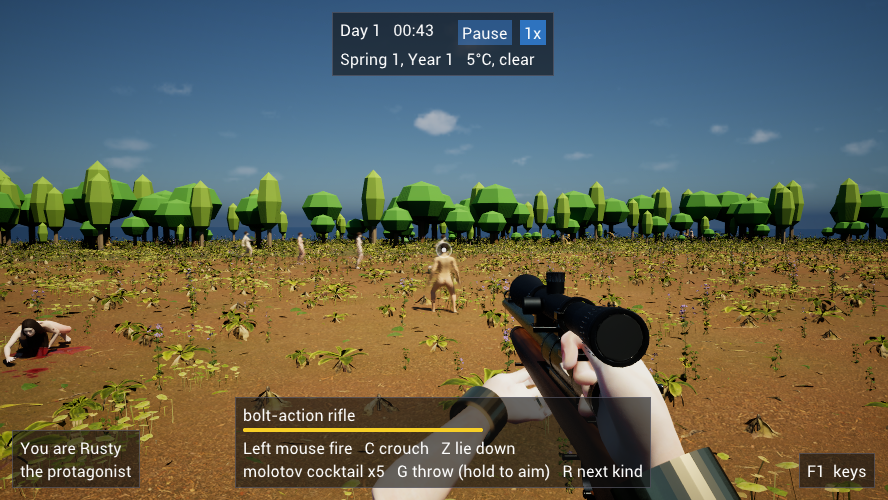 Day 1 00:43 Pause 1x
Spring 1, Year 1 5°C, clear
bolt-action rifle
Left mouse fire C crouch Z lie down
molotov cocktail x5 G throw (hold to aim) R next kind
You are Rusty
the protagonist
F1 keys